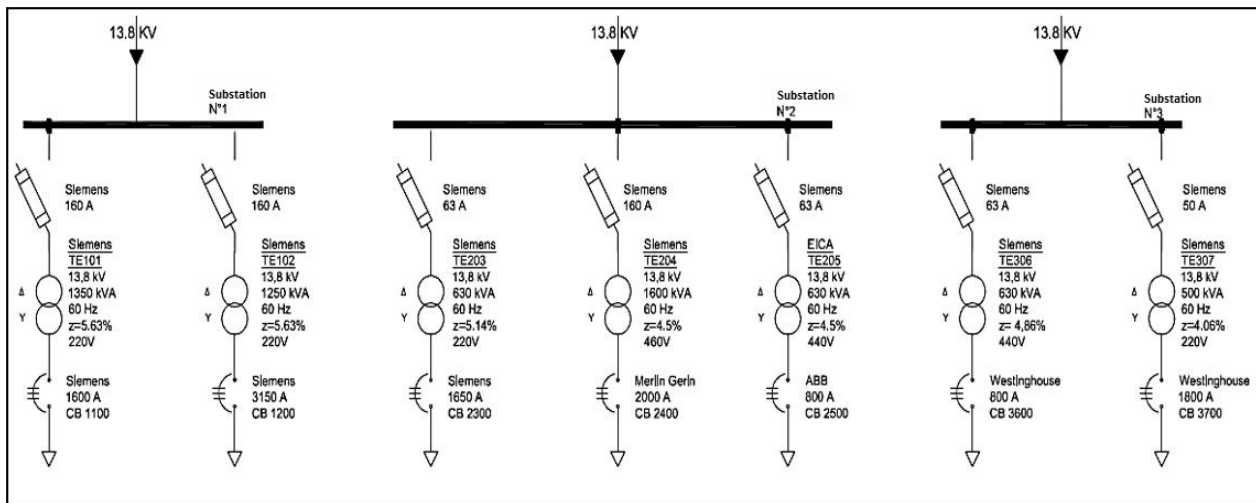 13,8 KV
Substation
N°1
Siemens
160 A
Siemens
TE101
13,8 kV
1350 kVA
60 Hz
z=5.63%
220V
Δ
Y
Siemens
1600 A
CB 1100
Siemens
160 A
Siemens
TE102
13,8 kV
1250 kVA
60 Hz
z=5.63%
220V
Δ
Y
Siemens
3150 A
CB 1200
13,8 KV
Substation
N°2
Siemens
63 A
Siemens
TE203
13,8 kV
630 kVA
60 Hz
z=5.14%
220V
Δ
Y
Siemens
1650 A
CB 2300
Siemens
160 A
Siemens
TE204
13,8 kV
1600 kVA
60 Hz
z=4.5%
460V
Δ
Y
Merlin Gerin
2000 A
CB 2400
Siemens
63 A
EICA
TE205
13,8 kV
630 kVA
60 Hz
z=4.5%
440V
Δ
Y
ABB
800 A
CB 2500
13,8 KV
Substation
N°3
Siemens
63 A
Siemens
TE306
13,8 kV
630 kVA
60 Hz
z= 4,86%
440V
Δ
Y
Westinghouse
800 A
CB 3600
Siemens
50 A
Siemens
TE307
13,8 kV
500 kVA
60 Hz
z=4.06%
220V
Δ
Y
Westinghouse
1800 A
CB 3700